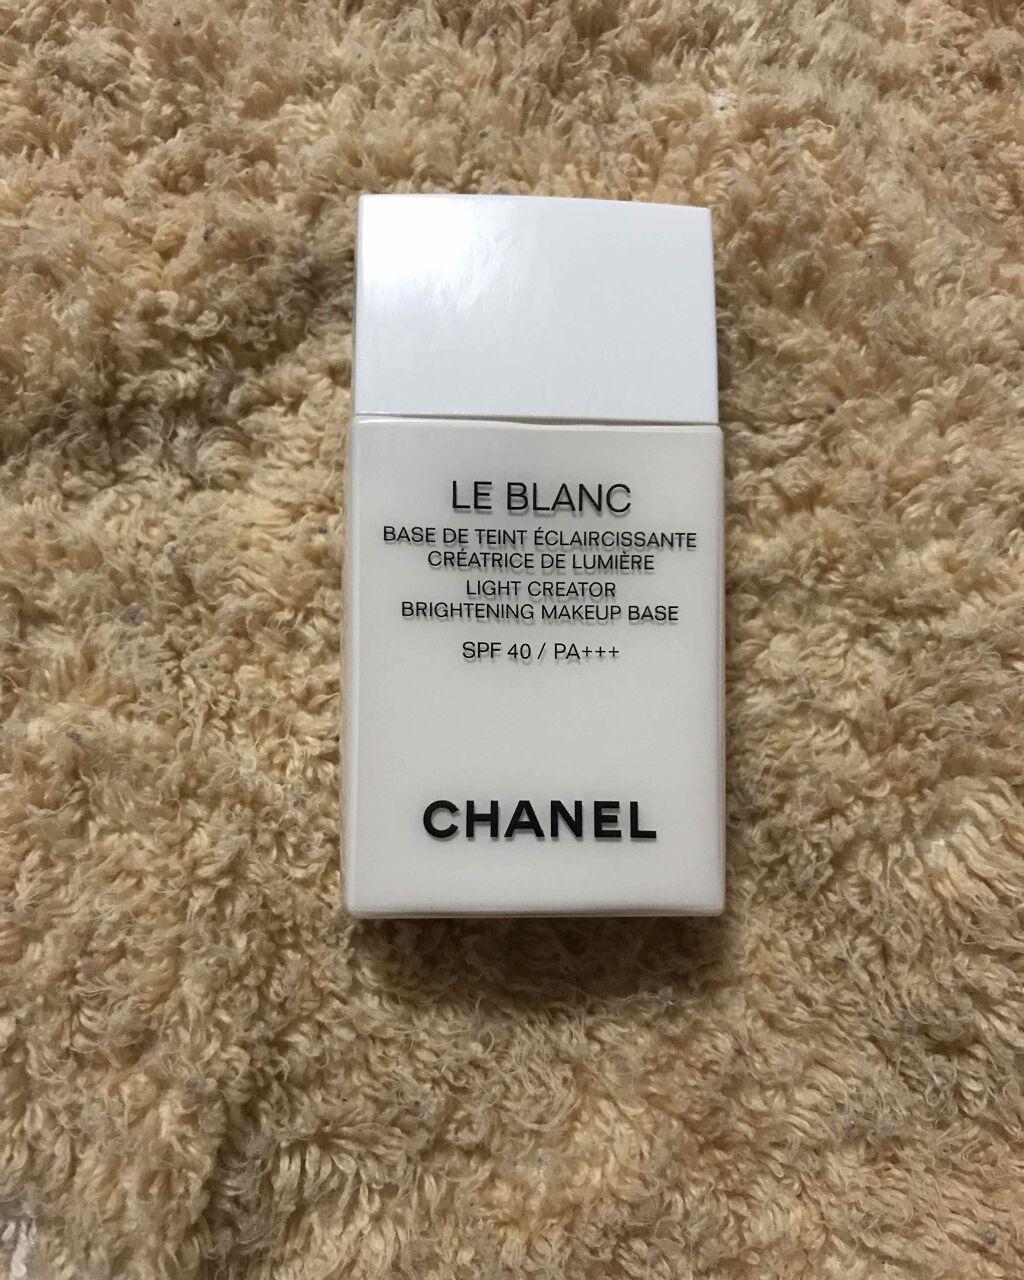 LE BLANC
BASE DE TEINT ÉCLAIRCISSANTE
CRÉATRICE DE LUMIÈRE
LIGHT CREATOR
BRIGHTENING MAKEUP BASE
SPF 40 / PA+++
CHANEL